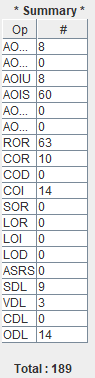 * Summary *
Op #
AO... 8
AO... 0
AOIU 8
AOIS 60
AO... 0
AO... 0
ROR 63
COR 10
COD 0
COI 14
SOR 0
LOR 0
LOI 0
LOD 0
ASRS 0
SDL 9
VDL 3
CDL 0
ODL 14
Total : 189